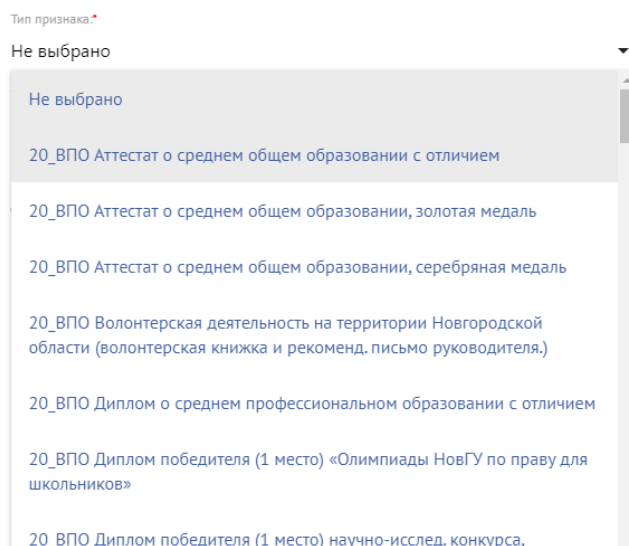 Тип признака:*
Не выбрано
Не выбрано
20_ВПО Аттестат о среднем общем образовании с отличием
20_ВПО Аттестат о среднем общем образовании, золотая медаль
20_ВПО Аттестат о среднем общем образовании, серебряная медаль
20_ВПО Волонтерская деятельность на территории Новгородской
области (волонтерская книжка и рекоменд. письмо руководителя.)
20_ВПО Диплом о среднем профессиональном образовании с отличием
20_ВПО Диплом победителя (1 место) «Олимпиады НовГУ по праву для
школьников»
20_ВПО Диплом победителя (1 место) научно-исслед. конкурса,